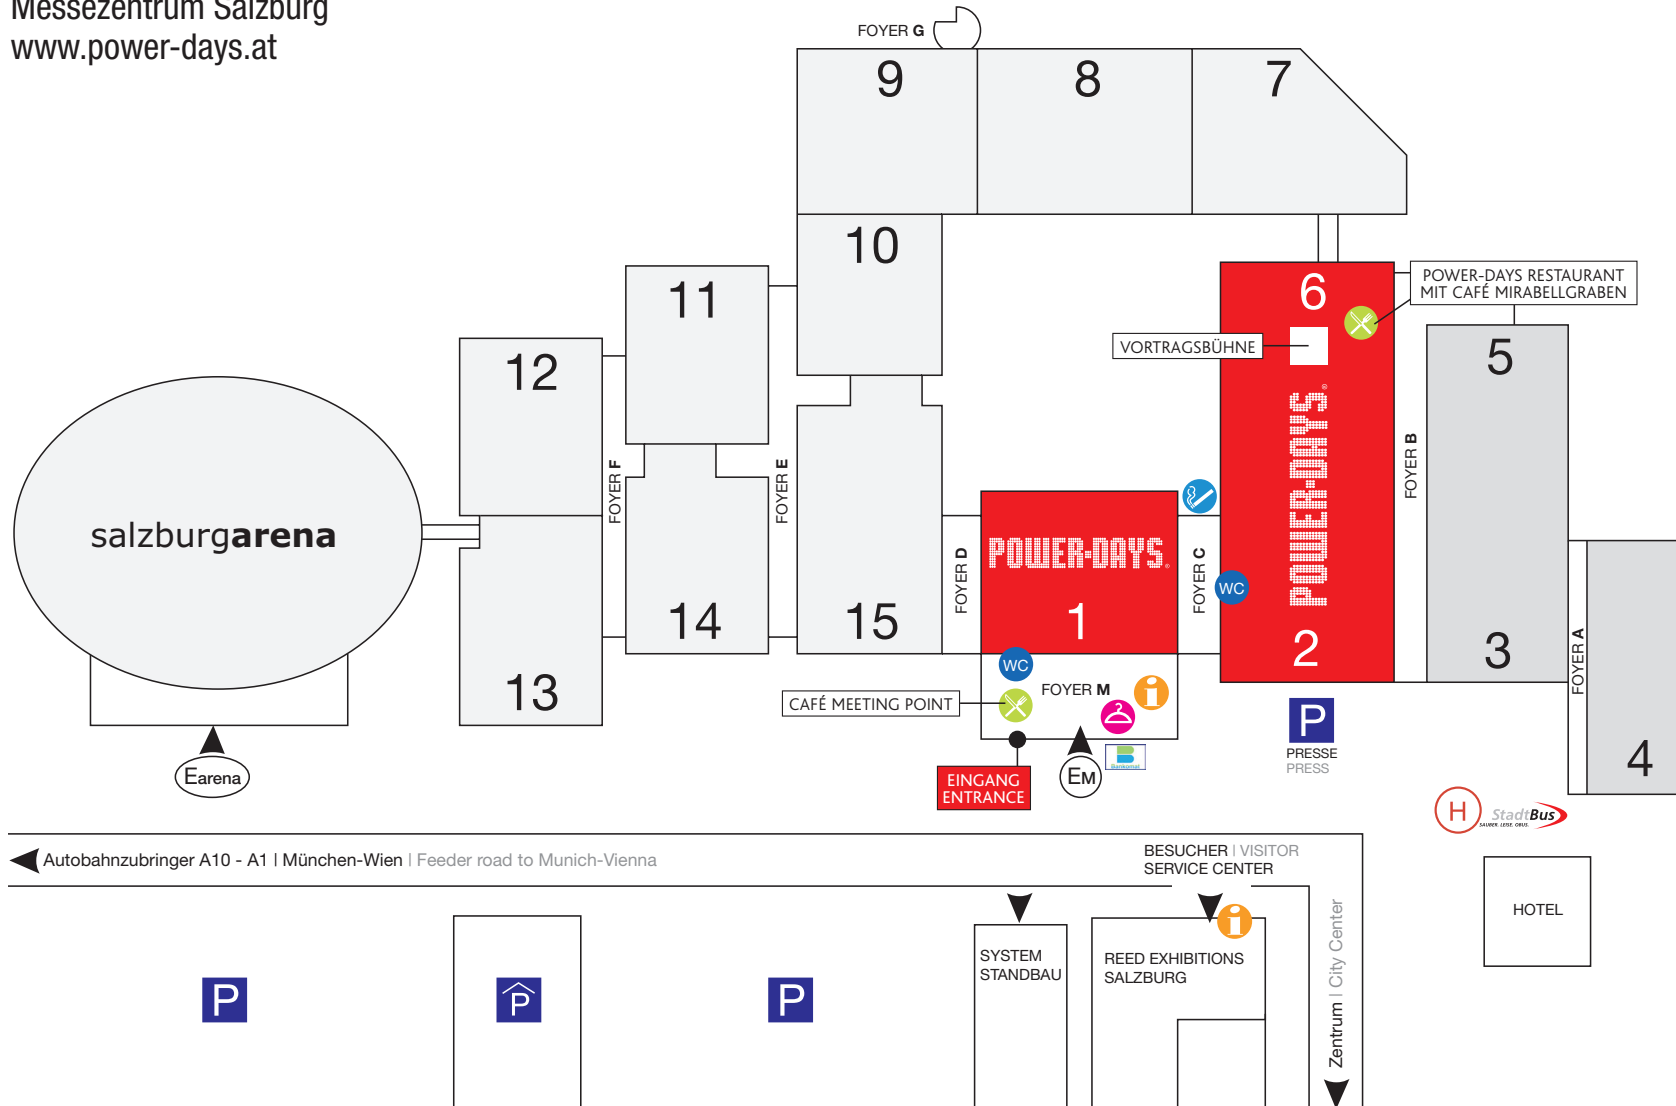 Messezentrum Salzburg
www.power-days.at
FOYER G
9
8
7
10
11
12
6
POWER-DAYS RESTAURANT
MIT CAFÉ MIRABELLGRABEN
VORTRAGSBÜHNE
5
salzburgarena
FOYER F
FOYER E
FOYER D
POWER-DAYS®
1
FOYER C
WC
POWER-DAYS®
2
FOYER B
3
FOYER A
4
13
14
15
WC
FOYER M
i
CAFÉ MEETING POINT
Bankomat
EINGANG
ENTRANCE
EM
Earena
P
PRESSE
PRESS
H
StadtBus
SAUBER. LEISE. OBUS.
Autobahnzubringer A10 - A1 | München-Wien | Feeder road to Munich-Vienna
BESUCHER | VISITOR
SERVICE CENTER
i
HOTEL
SYSTEM
STANDBAU
REED EXHIBITIONS
SALZBURG
Zentrum | City Center
P
P
P